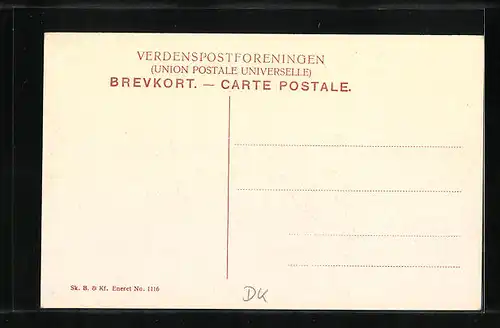 VERDENSPOSTFORENINGEN
(UNION POSTALE UNIVERSELLE)
BREVKORT. — CARTE POSTALE.
Sk. B. & Kf. Eneret No. 1116
DK